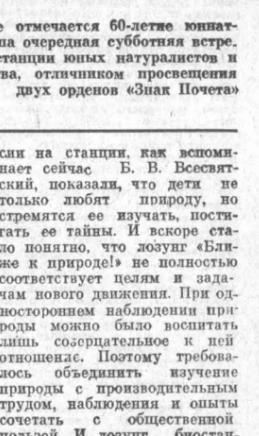 е отмечается 60-летие юннат-
ша очередная субботняя встре-
станции юных натуралистов и
тва, отличником просвещения
двух орденов «Знак Почета»
сии на станции, как вспоми-
нает сейчас Б. В. Всесвят-
ский, показали, что дети не
только любят природу, но
стремятся ее изучать, пости-
гать ее тайны. И вскоре ста-
ло понятно, что лозунг «Бли-
же к природе!» не полностью
соответствует целям и зада-
чам нового движения. При од-
ностороннем наблюдении при-
роды можно было воспитать
лишь созерцательное к ней
отношение. Поэтому требова-
лось объединить изучение
природы с производительным
трудом, наблюдения и опыты
сочетать с общественной
пользой. И лозунг